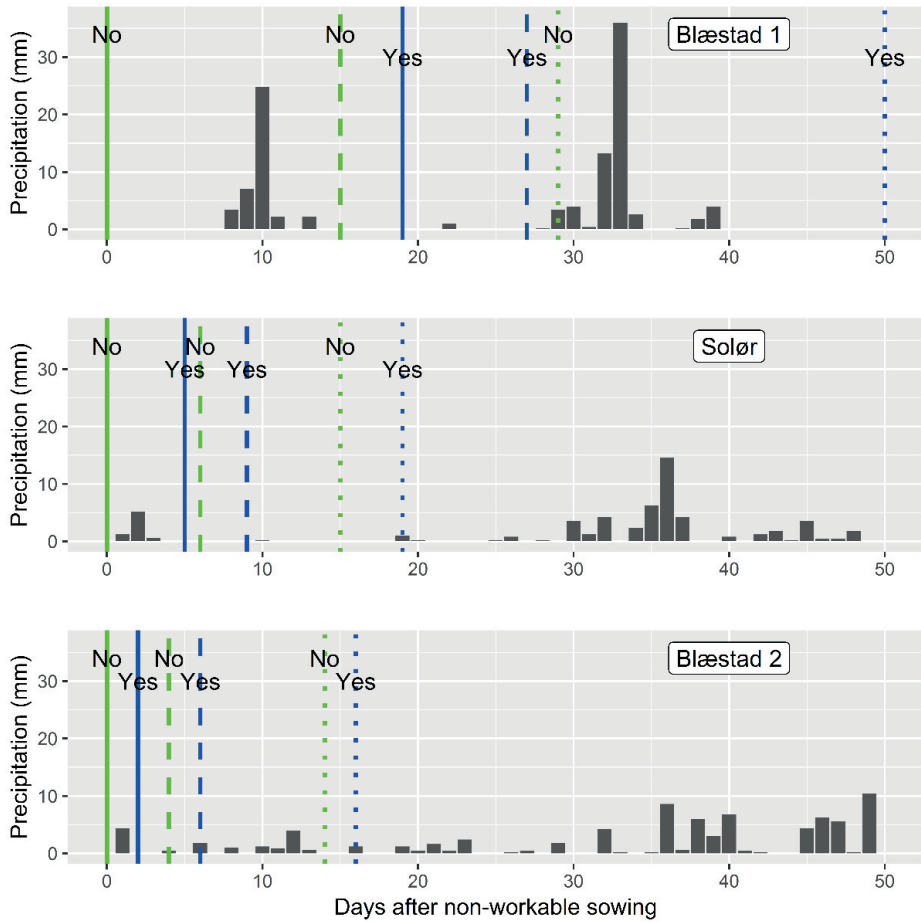 Precipitation (mm)
30
20
10
0
No
No
No
Blæstad 1
Yes
Yes
Yes
0
10
20
30
40
50
Precipitation (mm)
30
20
10
0
No
No
No
Solør
Yes
Yes
Yes
0
10
20
30
40
50
Precipitation (mm)
30
20
10
0
No
No
No
Blæstad 2
Yes
Yes
Yes
0
10
20
30
40
50
Days after non-workable sowing